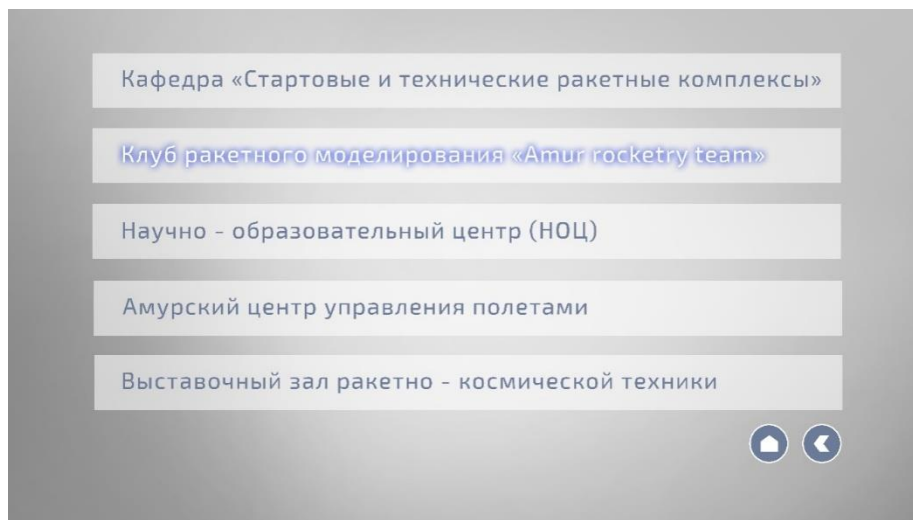 Кафедра «Стартовые и технические ракетные комплексы»
Клуб ракетного моделирования «Amur rocketry team»
Научно - образовательный центр (НОЦ)
Амурский центр управления полетами
Выставочный зал ракетно - космической техники